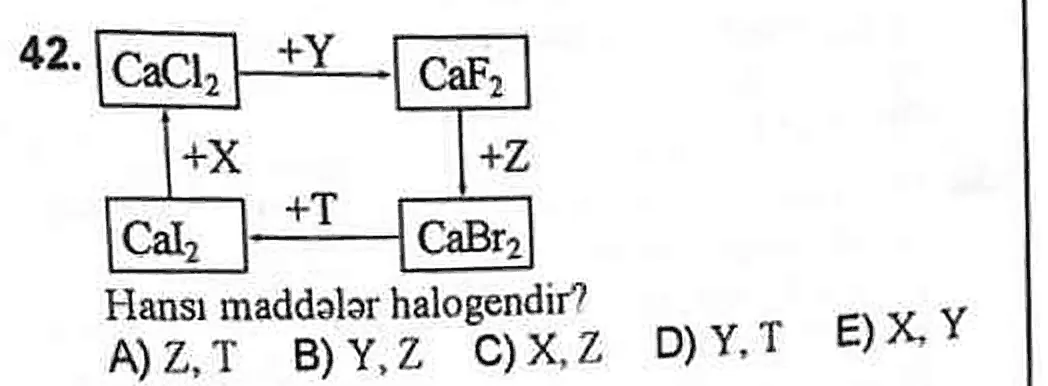 42. CaCl₂ +Y CaF₂
+X +Z
CaI₂ +T CaBr₂
Hansı maddələr halogendir?
A) Z, T B) Y, Z C) X, Z D) Y, T E) X, Y